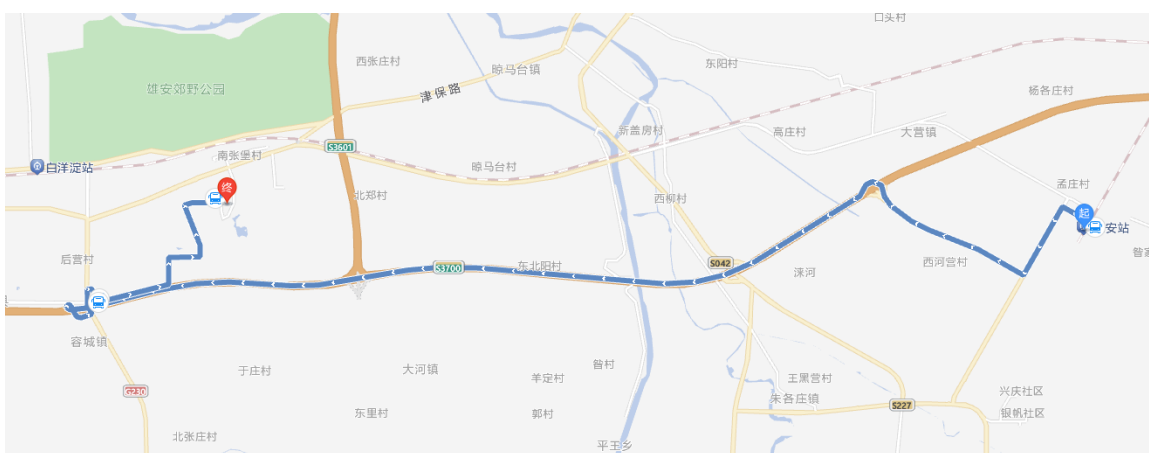 口头村
西张庄村
东阳村
晾马台镇
雄安郊野公园
津保路
杨各庄村
新盖房村
高庄村
大营镇
S3601
南张堡村
白洋淀站
晾马台村
终
北郑村
西柳村
孟庄村
起
安站
昝
后营村
S3700
东北阳村
S042
涞河
西河营村
容城镇
昝村
于庄村
大河镇
羊定村
王黑营村
G230
兴庆社区
朱各庄镇
S227
东里村
郭村
银帆社区
北张庄村
平王乡